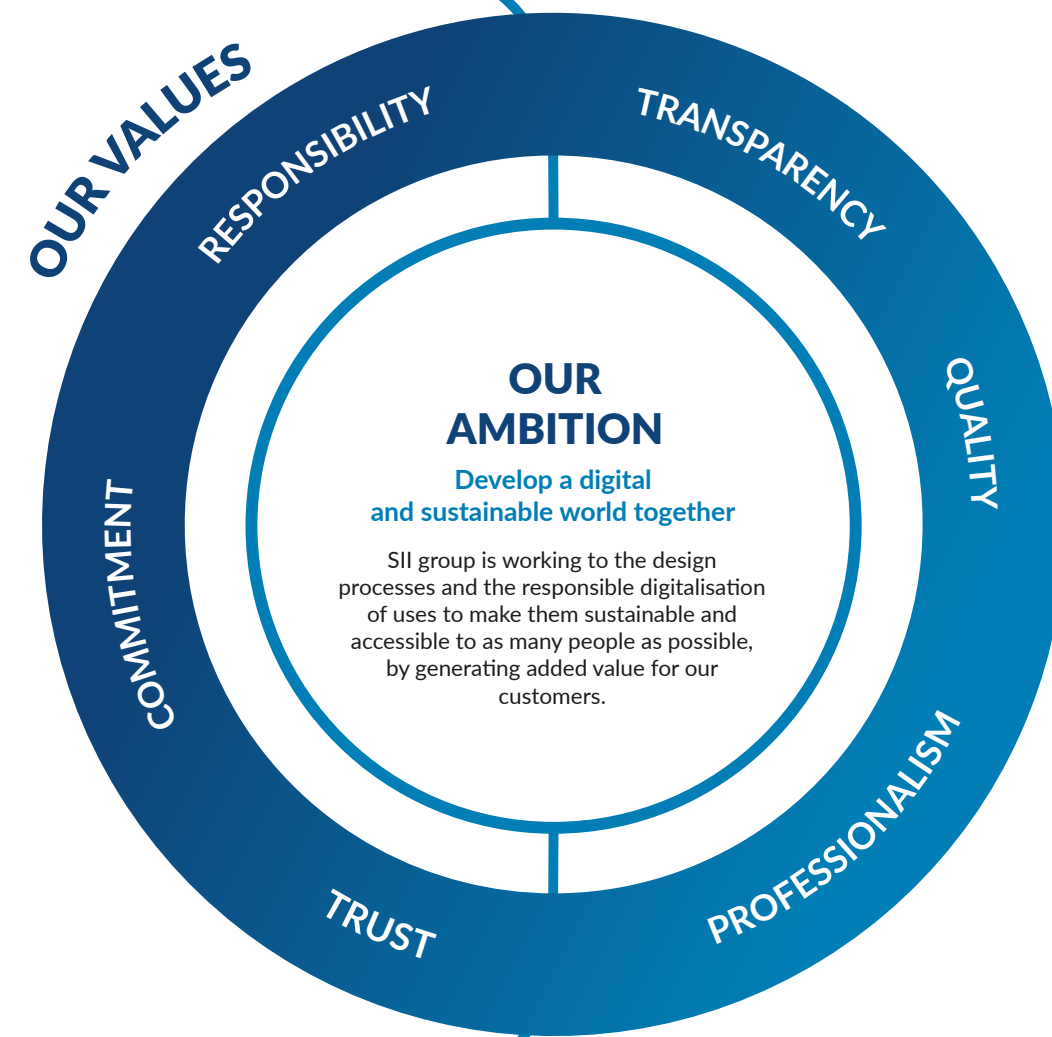 OUR VALUES
RESPONSIBILITY
TRANSPARENCY
QUALITY
PROFESSIONALISM
TRUST
COMMITMENT
OUR
AMBITION
Develop a digital
and sustainable world together
SII group is working to the design
processes and the responsible digitalisation
of uses to make them sustainable and
accessible to as many people as possible,
by generating added value for our
customers.